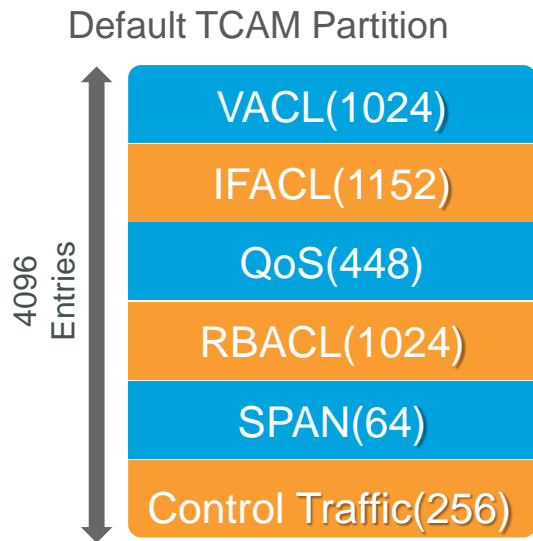 Default TCAM Partition
4096
Entries
VACL(1024)
IFACL(1152)
QoS(448)
RBACL(1024)
SPAN(64)
Control Traffic(256)